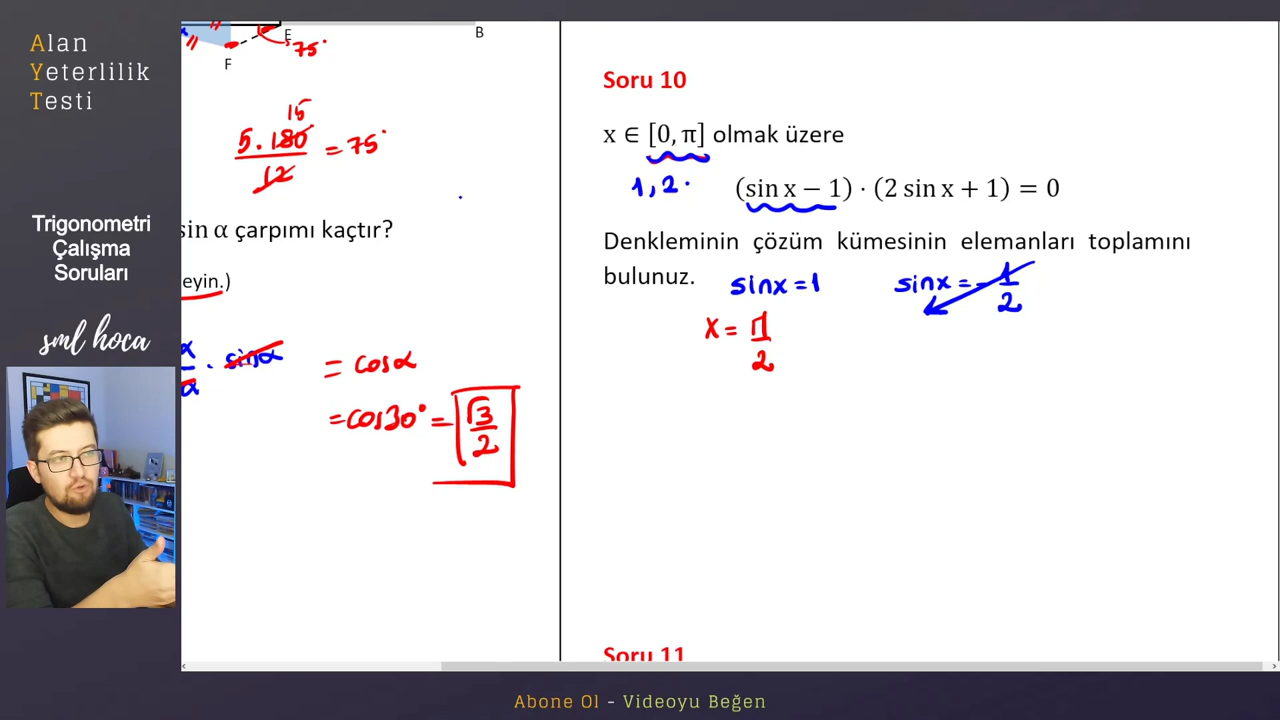 Alan
Yeterlilik
Testi
Trigonometri
Çalışma
Soruları
sml hoca
F
E
B
75°
5.180
15
12
= 75°
sin α çarpımı kaçtır?
eyin.)
α
α
. sinα
= cosα
= cos30° = √3
2
Soru 10
x ∈ [0, π] olmak üzere
1, 2.
(sin x − 1) · (2 sin x + 1) = 0
Denkleminin çözüm kümesinin elemanları toplamını
bulunuz.
sinx = 1
sinx = -1
2
x = π
2
Soru 11
Abone Ol - Videoyu Beğen